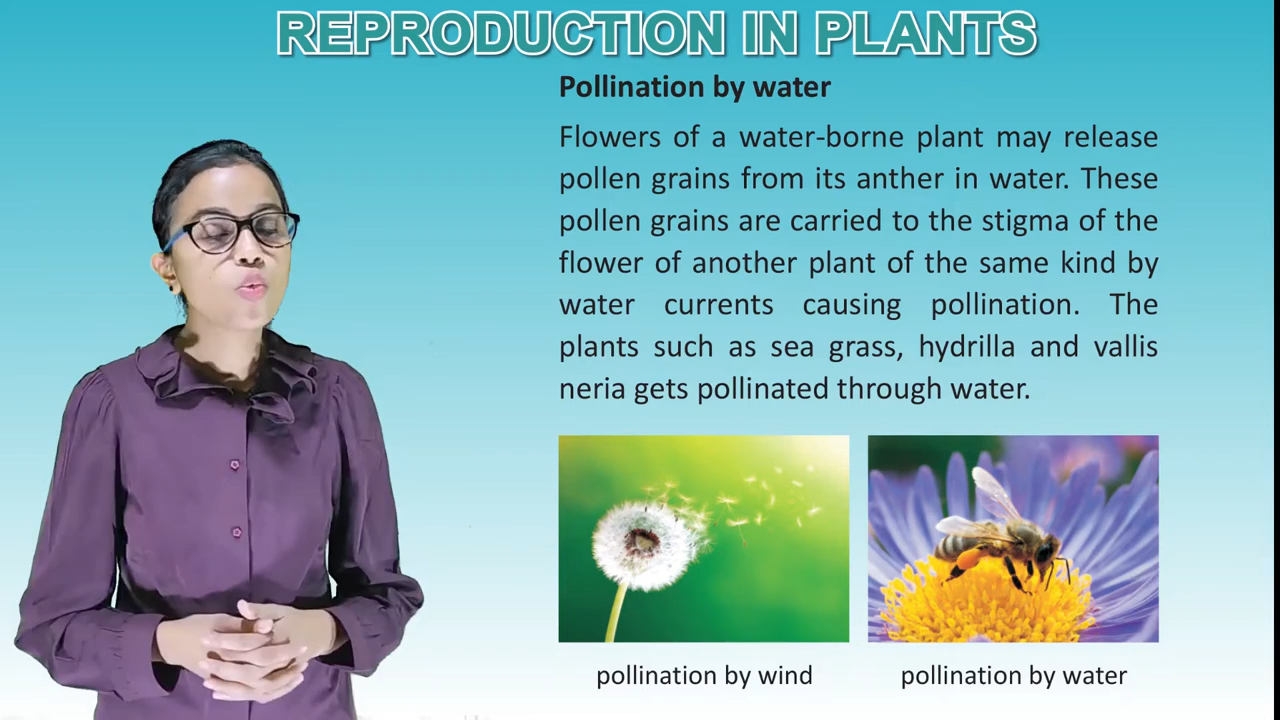 REPRODUCTION IN PLANTS
Pollination by water
Flowers of a water-borne plant may release
pollen grains from its anther in water. These
pollen grains are carried to the stigma of the
flower of another plant of the same kind by
water currents causing pollination. The
plants such as sea grass, hydrilla and vallis
neria gets pollinated through water.
pollination by wind
pollination by water